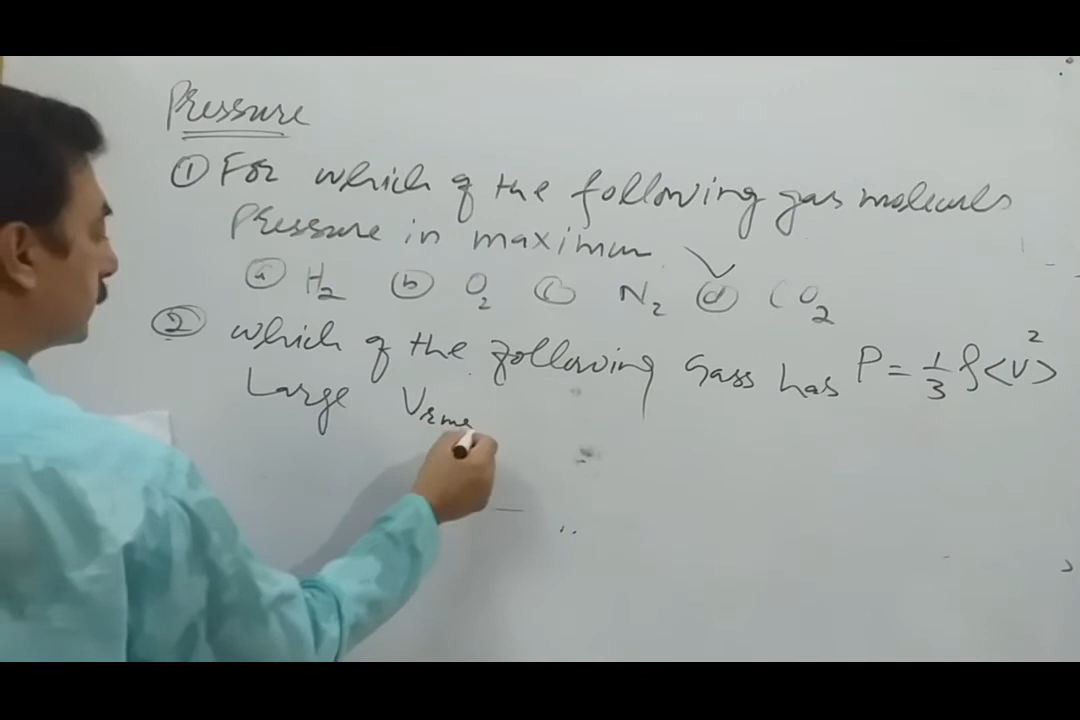 Pressure
① For which of the following gas molecules
Pressure in maximum
ⓐ H₂ ⓑ O₂ ⓒ N₂ ⓓ CO₂
② which of the following Gass has P = 1/3 ρ<v²>
Large Vrms